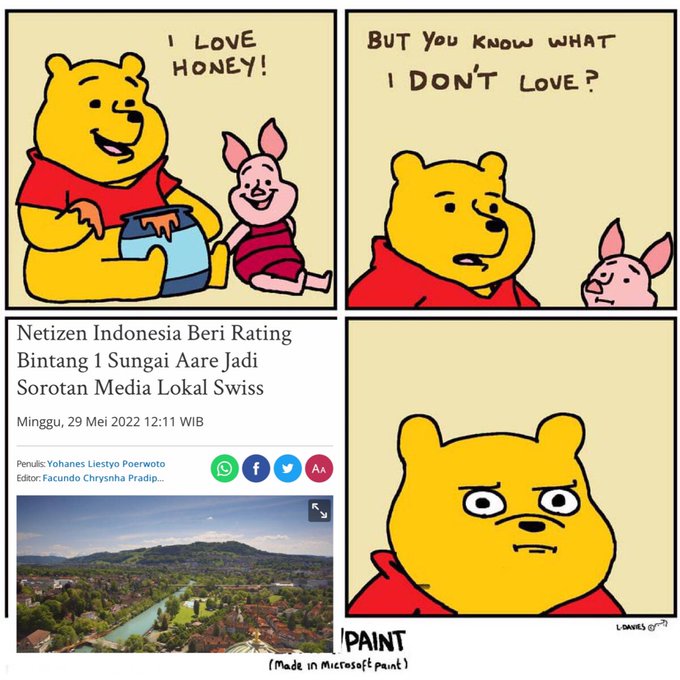 I LOVE
HONEY!
BUT YOU KNOW WHAT
I DON'T LOVE?
Netizen Indonesia Beri Rating
Bintang 1 Sungai Aare Jadi
Sorotan Media Lokal Swiss
Minggu, 29 Mei 2022 12:11 WIB
Penulis: Yohanes Liestyo Poerwoto
Editor: Facundo Chrysnha Pradip...
AA
L·DAVIES ©
PAINT
(Made in Microsoft paint)